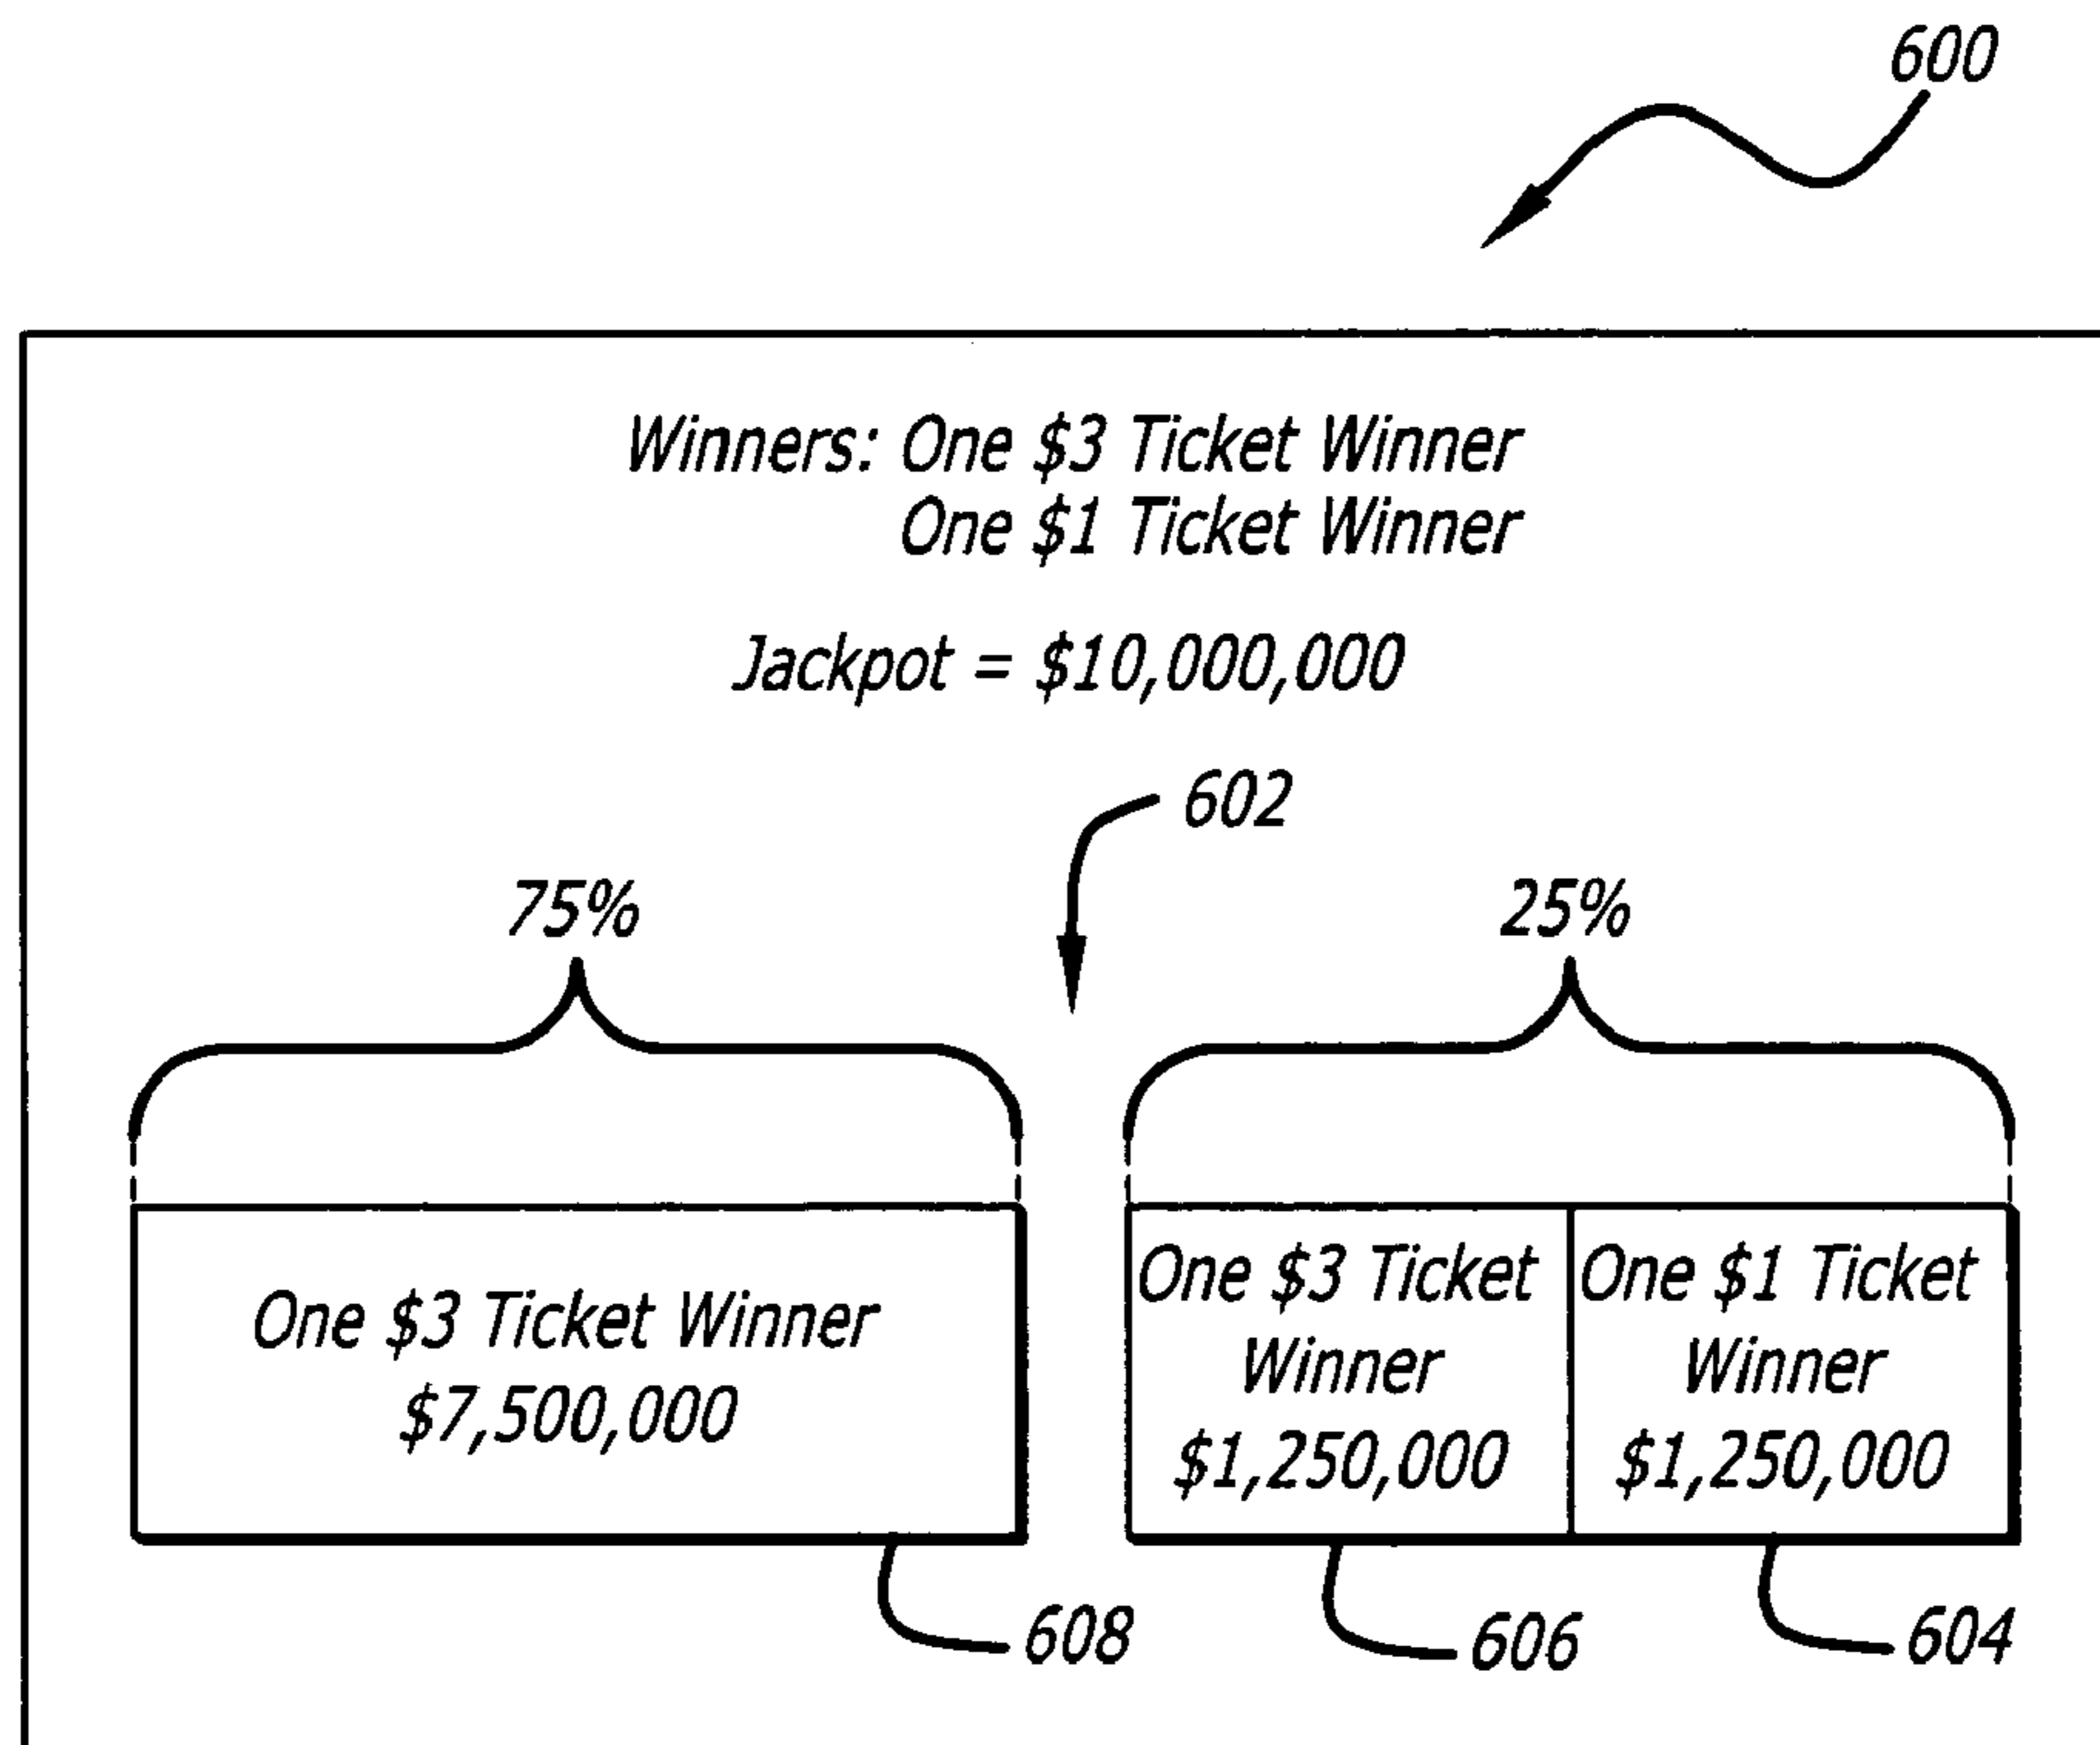 600
Winners: One $3 Ticket Winner
One $1 Ticket Winner
Jackpot = $10,000,000
602
75%
25%
One $3 Ticket Winner
$7,500,000
One $3 Ticket
Winner
$1,250,000
One $1 Ticket
Winner
$1,250,000
608
606
604